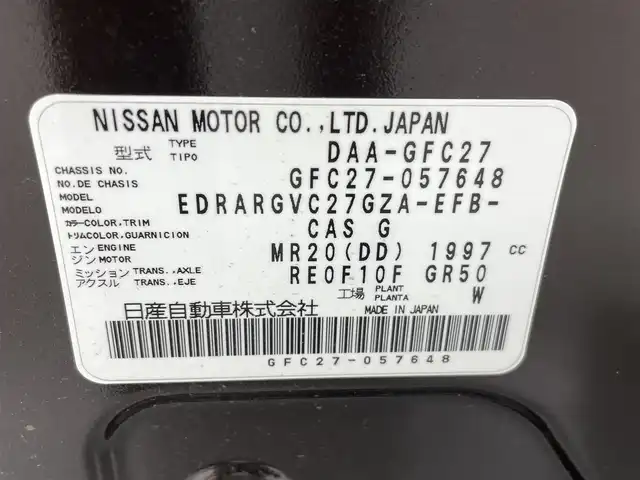 NISSAN MOTOR CO.,LTD.JAPAN
型式 TYPE TIPO DAA-GFC27
CHASSIS NO. NO.DE CHASIS GFC27-057648
MODEL MODELO EDRARGVC27GZA-EFB-
カラー COLOR,TRIM トリム COLOR,GUARNICION CAS G
エンジン ENGINE MOTOR MR20(DD) 1997 cc
ミッション アクスル TRANS.,AXLE TRANS.,EJE RE0F10F GR50
工場 PLANT PLANTA W
日産自動車株式会社 MADE IN JAPAN
GFC27-057648